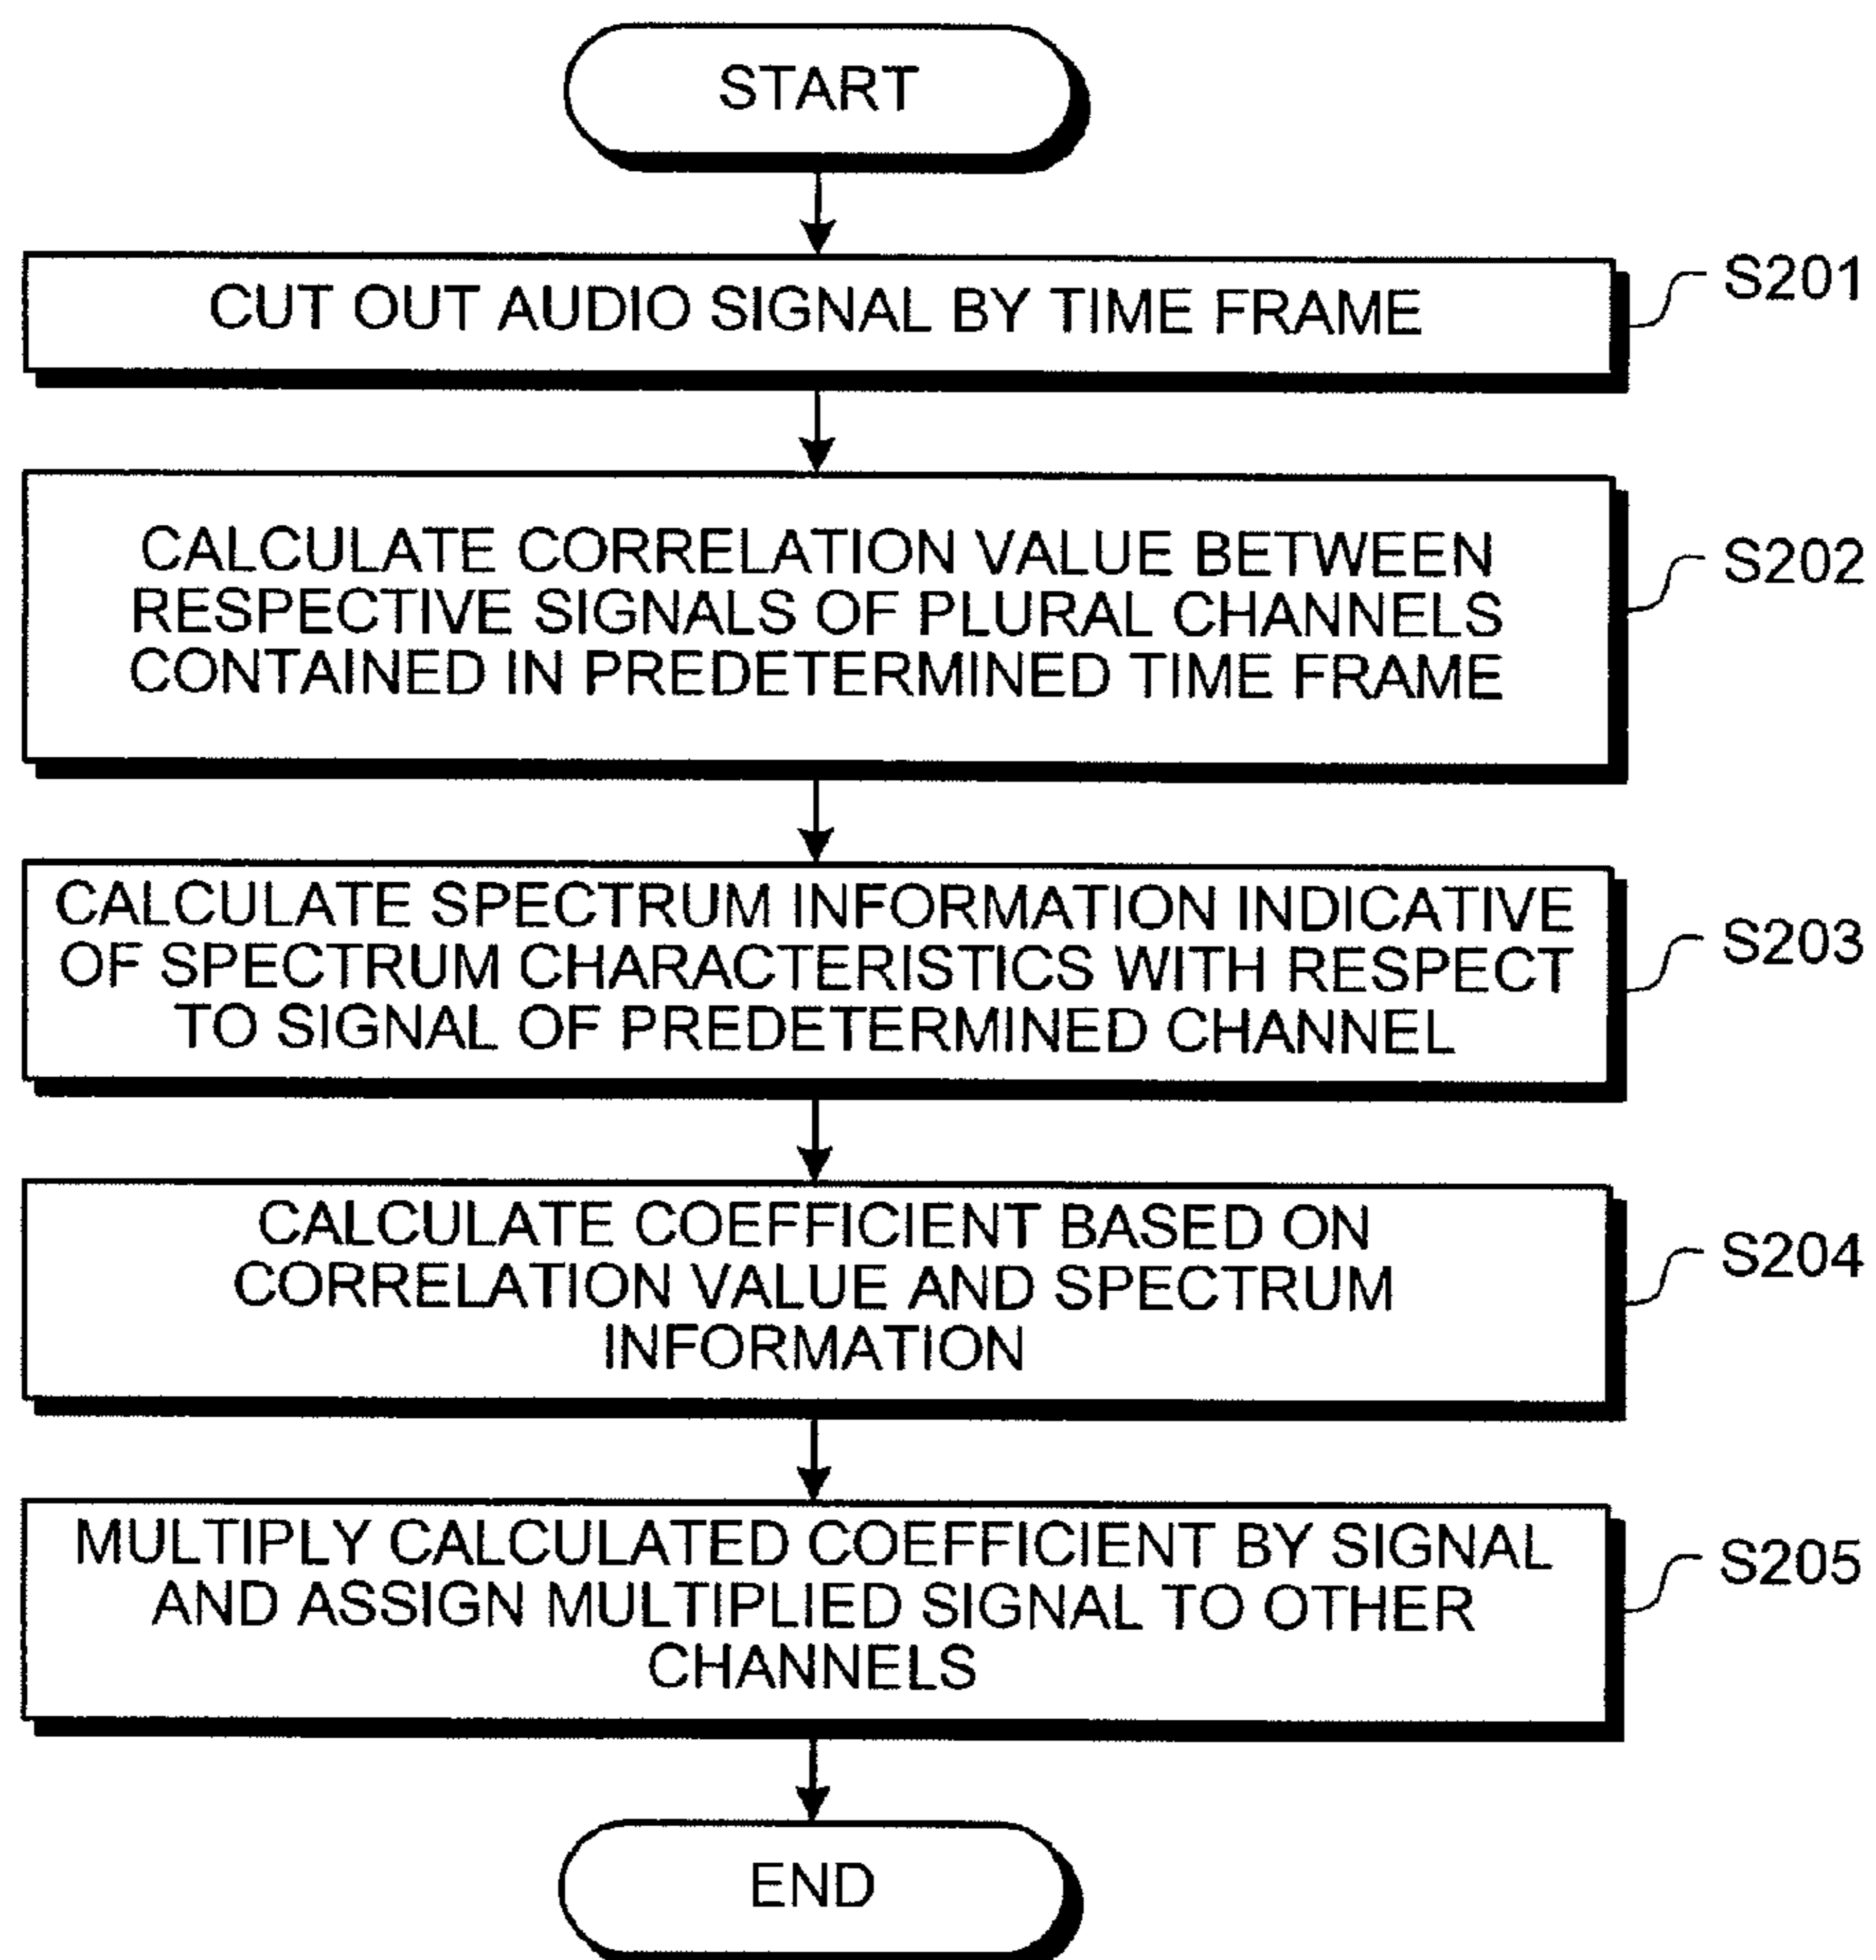 START
CUT OUT AUDIO SIGNAL BY TIME FRAME
S201
CALCULATE CORRELATION VALUE BETWEEN
RESPECTIVE SIGNALS OF PLURAL CHANNELS
CONTAINED IN PREDETERMINED TIME FRAME
S202
CALCULATE SPECTRUM INFORMATION INDICATIVE
OF SPECTRUM CHARACTERISTICS WITH RESPECT
TO SIGNAL OF PREDETERMINED CHANNEL
S203
CALCULATE COEFFICIENT BASED ON
CORRELATION VALUE AND SPECTRUM
INFORMATION
S204
MULTIPLY CALCULATED COEFFICIENT BY SIGNAL
AND ASSIGN MULTIPLIED SIGNAL TO OTHER
CHANNELS
S205
END